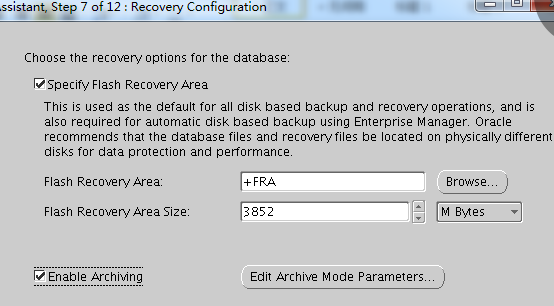 Assistant, Step 7 of 12 : Recovery Configuration
Choose the recovery options for the database:
Specify Flash Recovery Area
This is used as the default for all disk based backup and recovery operations, and is
also required for automatic disk based backup using Enterprise Manager. Oracle
recommends that the database files and recovery files be located on physically different
disks for data protection and performance.
Flash Recovery Area:
+FRA
Browse...
Flash Recovery Area Size:
3852
M Bytes
Enable Archiving
Edit Archive Mode Parameters...